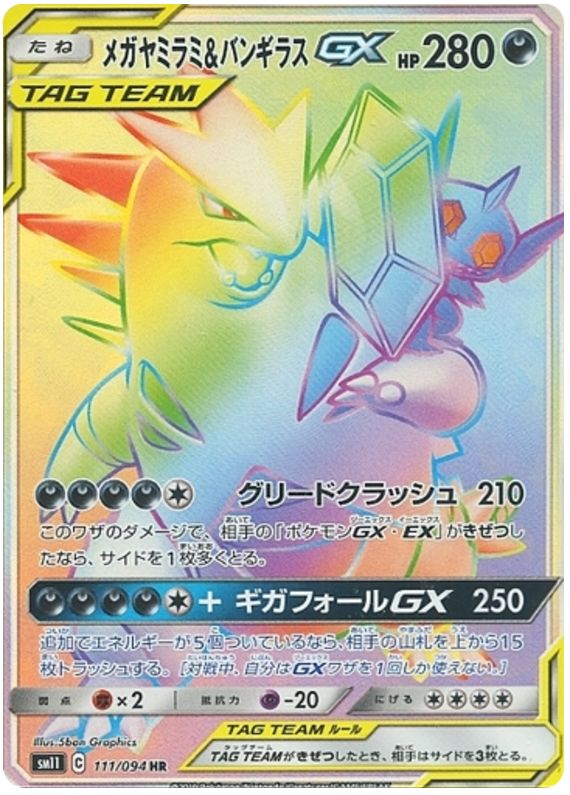 たね メガヤミラミ&バンギラスGX HP280
TAG TEAM
グリードクラッシュ 210
このワザのダメージで、相手の「ポケモンGX・EX」がきぜつし
たなら、サイドを1枚多くとる。
+ ギガフォールGX 250
追加でエネルギーが5個ついているなら、相手の山札を上から15
枚トラッシュする。[対戦中、自分はGXワザを1回しか使えない。]
弱点 ×2 抵抗力 -20 にげる
Illus. 5ban Graphics
TAG TEAM ルール
TAG TEAMがきぜつしたとき、相手はサイドを3枚とる。
SM11 C 111/094 HR